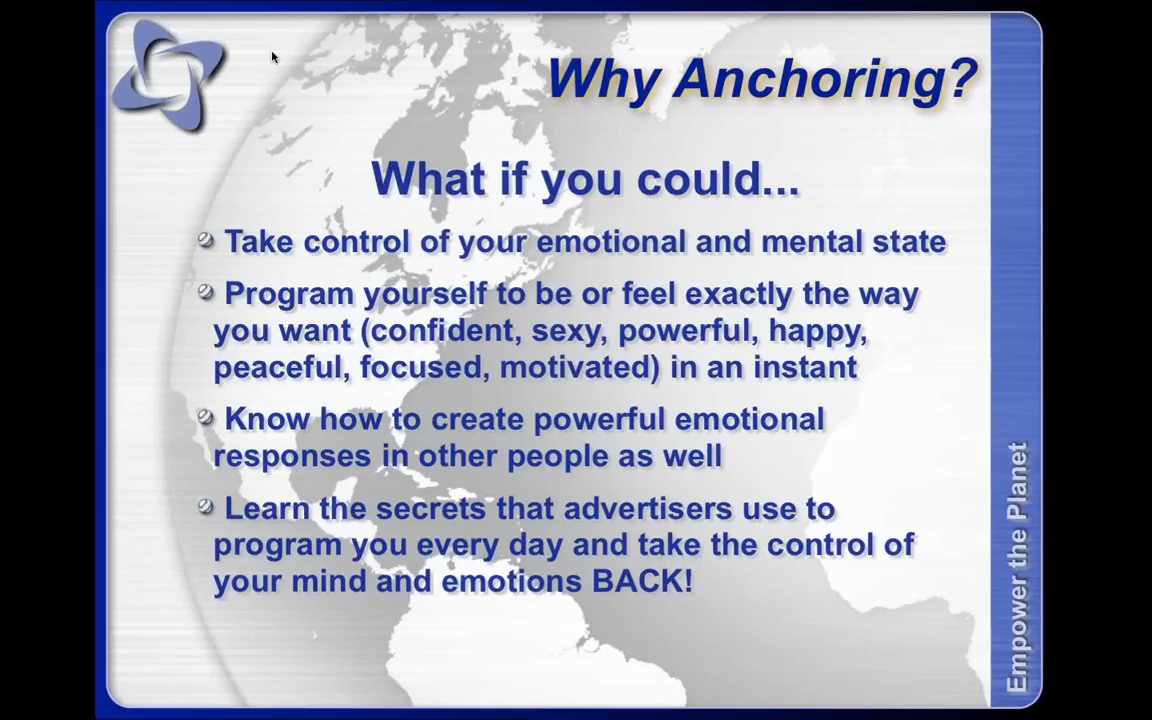 Why Anchoring?
What if you could...
Take control of your emotional and mental state
Program yourself to be or feel exactly the way
you want (confident, sexy, powerful, happy,
peaceful, focused, motivated) in an instant
Know how to create powerful emotional
responses in other people as well
Learn the secrets that advertisers use to
program you every day and take the control of
your mind and emotions BACK!
Empower the Planet